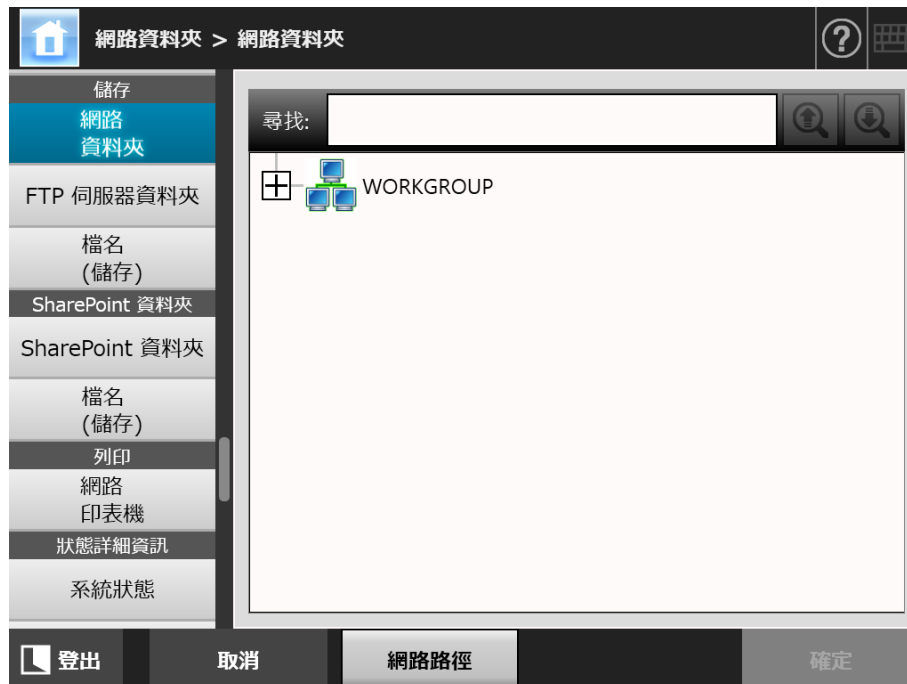 網路資料夾 > 網路資料夾
?
儲存
網路
資料夾
FTP 伺服器資料夾
檔名
(儲存)
SharePoint 資料夾
SharePoint 資料夾
檔名
(儲存)
列印
網路
印表機
狀態詳細資訊
系統狀態
尋找:
WORKGROUP
登出
取消
網路路徑
確定